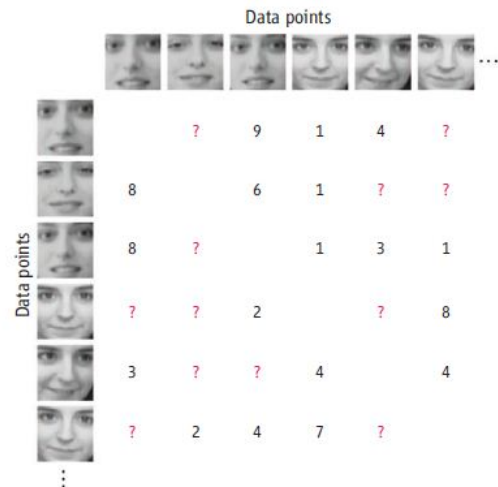 Data points
...
Data points
? 9 1 4 ?
8 6 1 ? ?
8 ? 1 3 1
? ? 2 ? 8
3 ? ? 4 4
? 2 4 7 ?
...